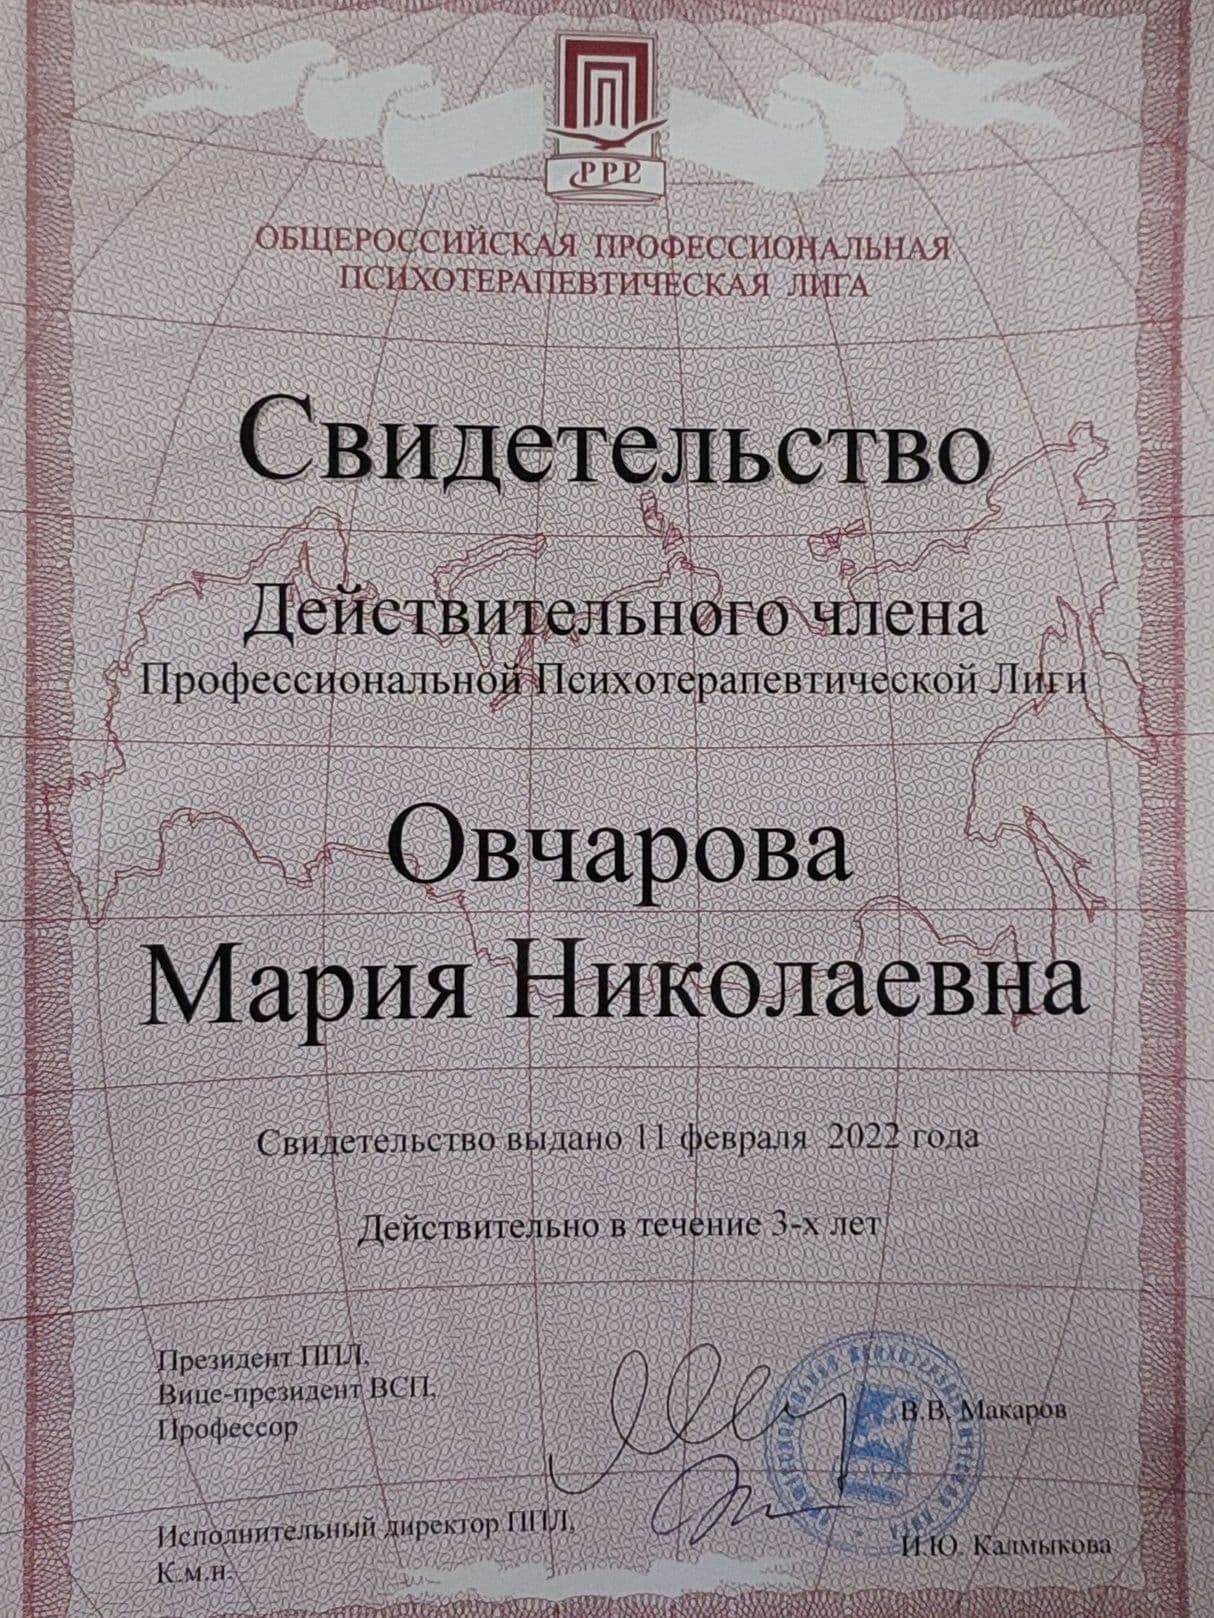 PPL
ОБЩЕРОССИЙСКАЯ ПРОФЕССИОНАЛЬНАЯ
ПСИХОТЕРАПЕВТИЧЕСКАЯ ЛИГА
Свидетельство
Действительного члена
Профессиональной Психотерапевтической Лиги
Овчарова
Мария Николаевна
Свидетельство выдано 11 февраля 2022 года
Действительно в течение 3-х лет
Президент ППЛ,
Вице-президент ВСП,
Профессор
В.В. Макаров
Исполнительный директор ППЛ,
К.м.н.
И.Ю. Калмыкова